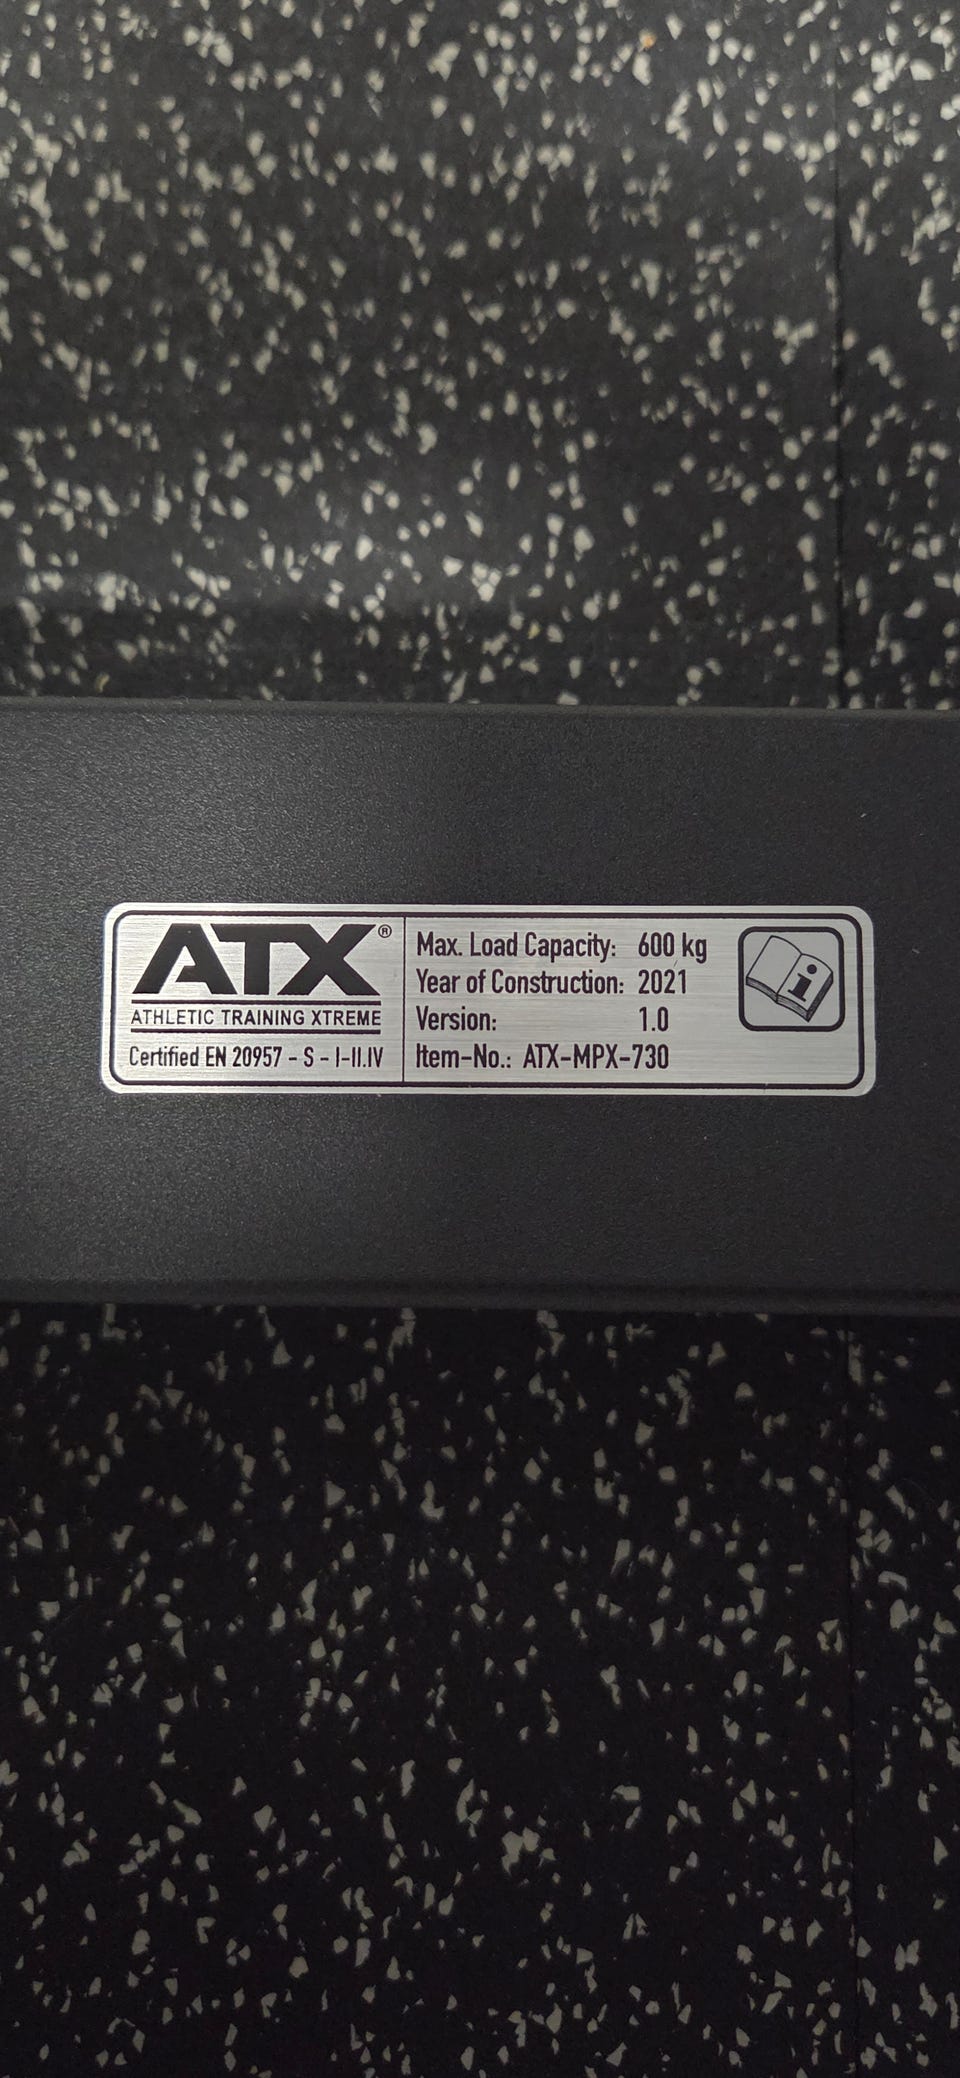 ATX®
ATHLETIC TRAINING XTREME
Certified EN 20957 - S - I-II.IV
Max. Load Capacity: 600 kg
Year of Construction: 2021
Version: 1.0
Item-No.: ATX-MPX-730
i